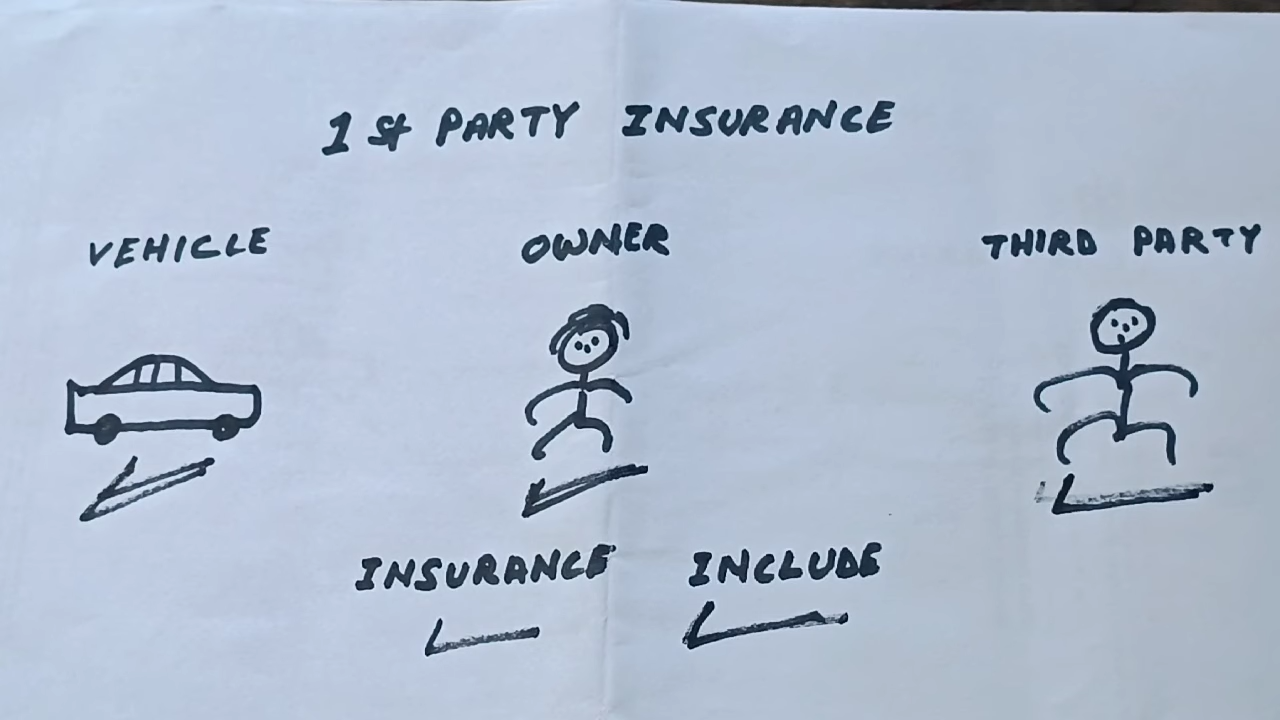 1st PARTY INSURANCE
VEHICLE OWNER THIRD PARTY
INSURANCE INCLUDE